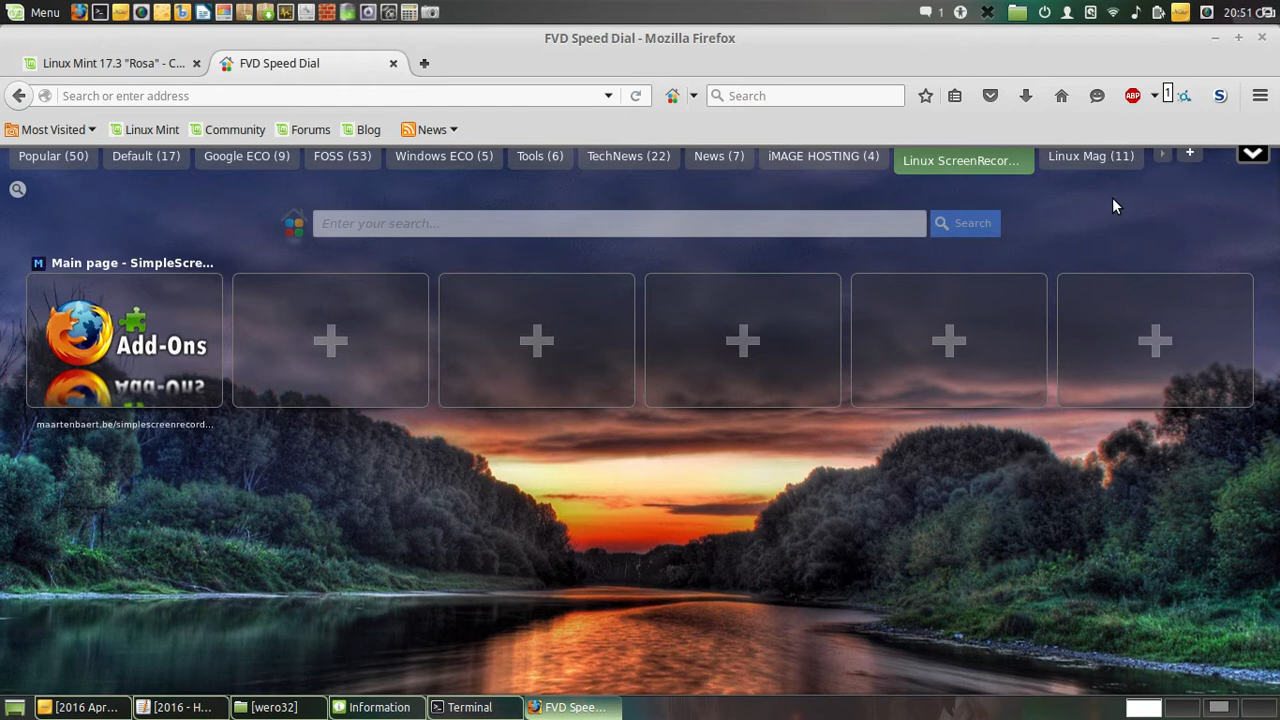 Menu
1
20:51
FVD Speed Dial - Mozilla Firefox
Linux Mint 17.3 "Rosa" - C...
FVD Speed Dial
Search or enter address
Search
ABP
1
S
Most Visited
Linux Mint
Community
Forums
Blog
News
Popular (50)
Default (17)
Google ECO (9)
FOSS (53)
Windows ECO (5)
Tools (6)
TechNews (22)
News (7)
iMAGE HOSTING (4)
Linux ScreenRecor...
Linux Mag (11)
Enter your search...
Search
M Main page - SimpleScre...
Add-Ons
maartenbaert.be/simplescreenrecord...
[2016 Apr...
[2016 - H...
[wero32]
Information
Terminal
FVD Spee...